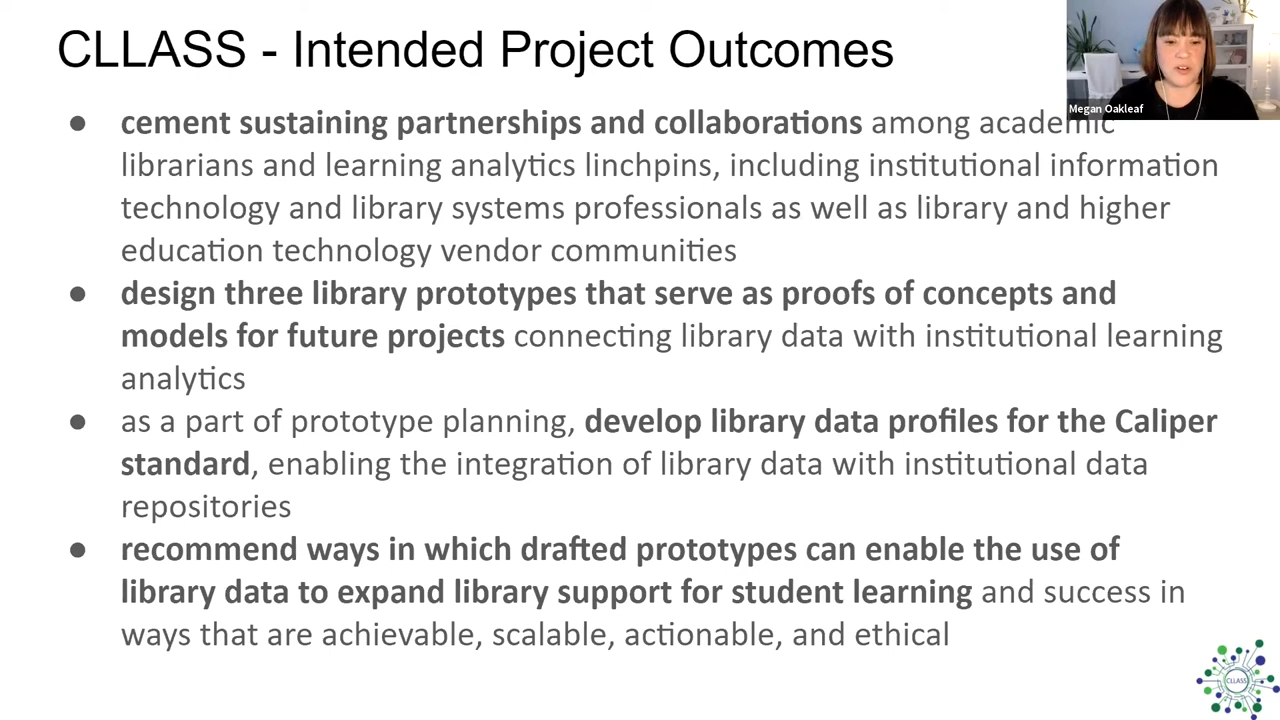 CLLASS - Intended Project Outcomes
Megan Oakleaf
● cement sustaining partnerships and collaborations among academic
librarians and learning analytics linchpins, including institutional information
technology and library systems professionals as well as library and higher
education technology vendor communities
● design three library prototypes that serve as proofs of concepts and
models for future projects connecting library data with institutional learning
analytics
● as a part of prototype planning, develop library data profiles for the Caliper
standard, enabling the integration of library data with institutional data
repositories
● recommend ways in which drafted prototypes can enable the use of
library data to expand library support for student learning and success in
ways that are achievable, scalable, actionable, and ethical
CLLASS